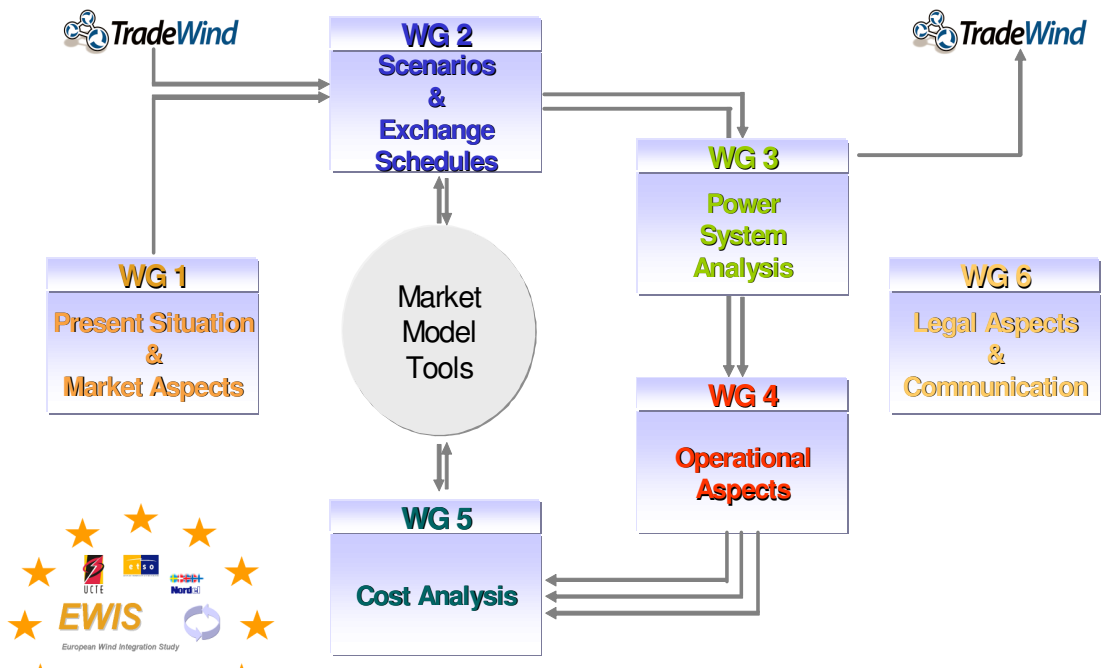 TradeWind
WG 2
Scenarios
&
Exchange
Schedules
TradeWind
WG 3
Power
System
Analysis
WG 1
Present Situation
&
Market Aspects
Market
Model
Tools
WG 6
Legal Aspects
&
Communication
WG 4
Operational
Aspects
WG 5
Cost Analysis
UCTE
etso
Nordel
EWIS
European Wind Integration Study